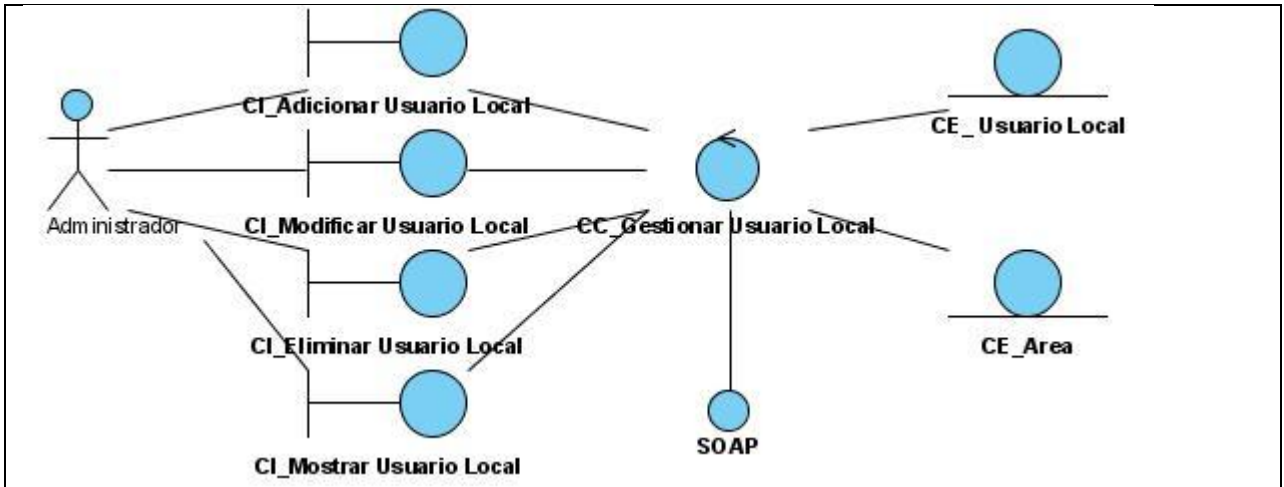 CI_Adicionar Usuario Local
CE_ Usuario Local
Administrador
CI_Modificar Usuario Local
CC_Gestionar Usuario Local
CI_Eliminar Usuario Local
CE_Area
SOAP
CI_Mostrar Usuario Local